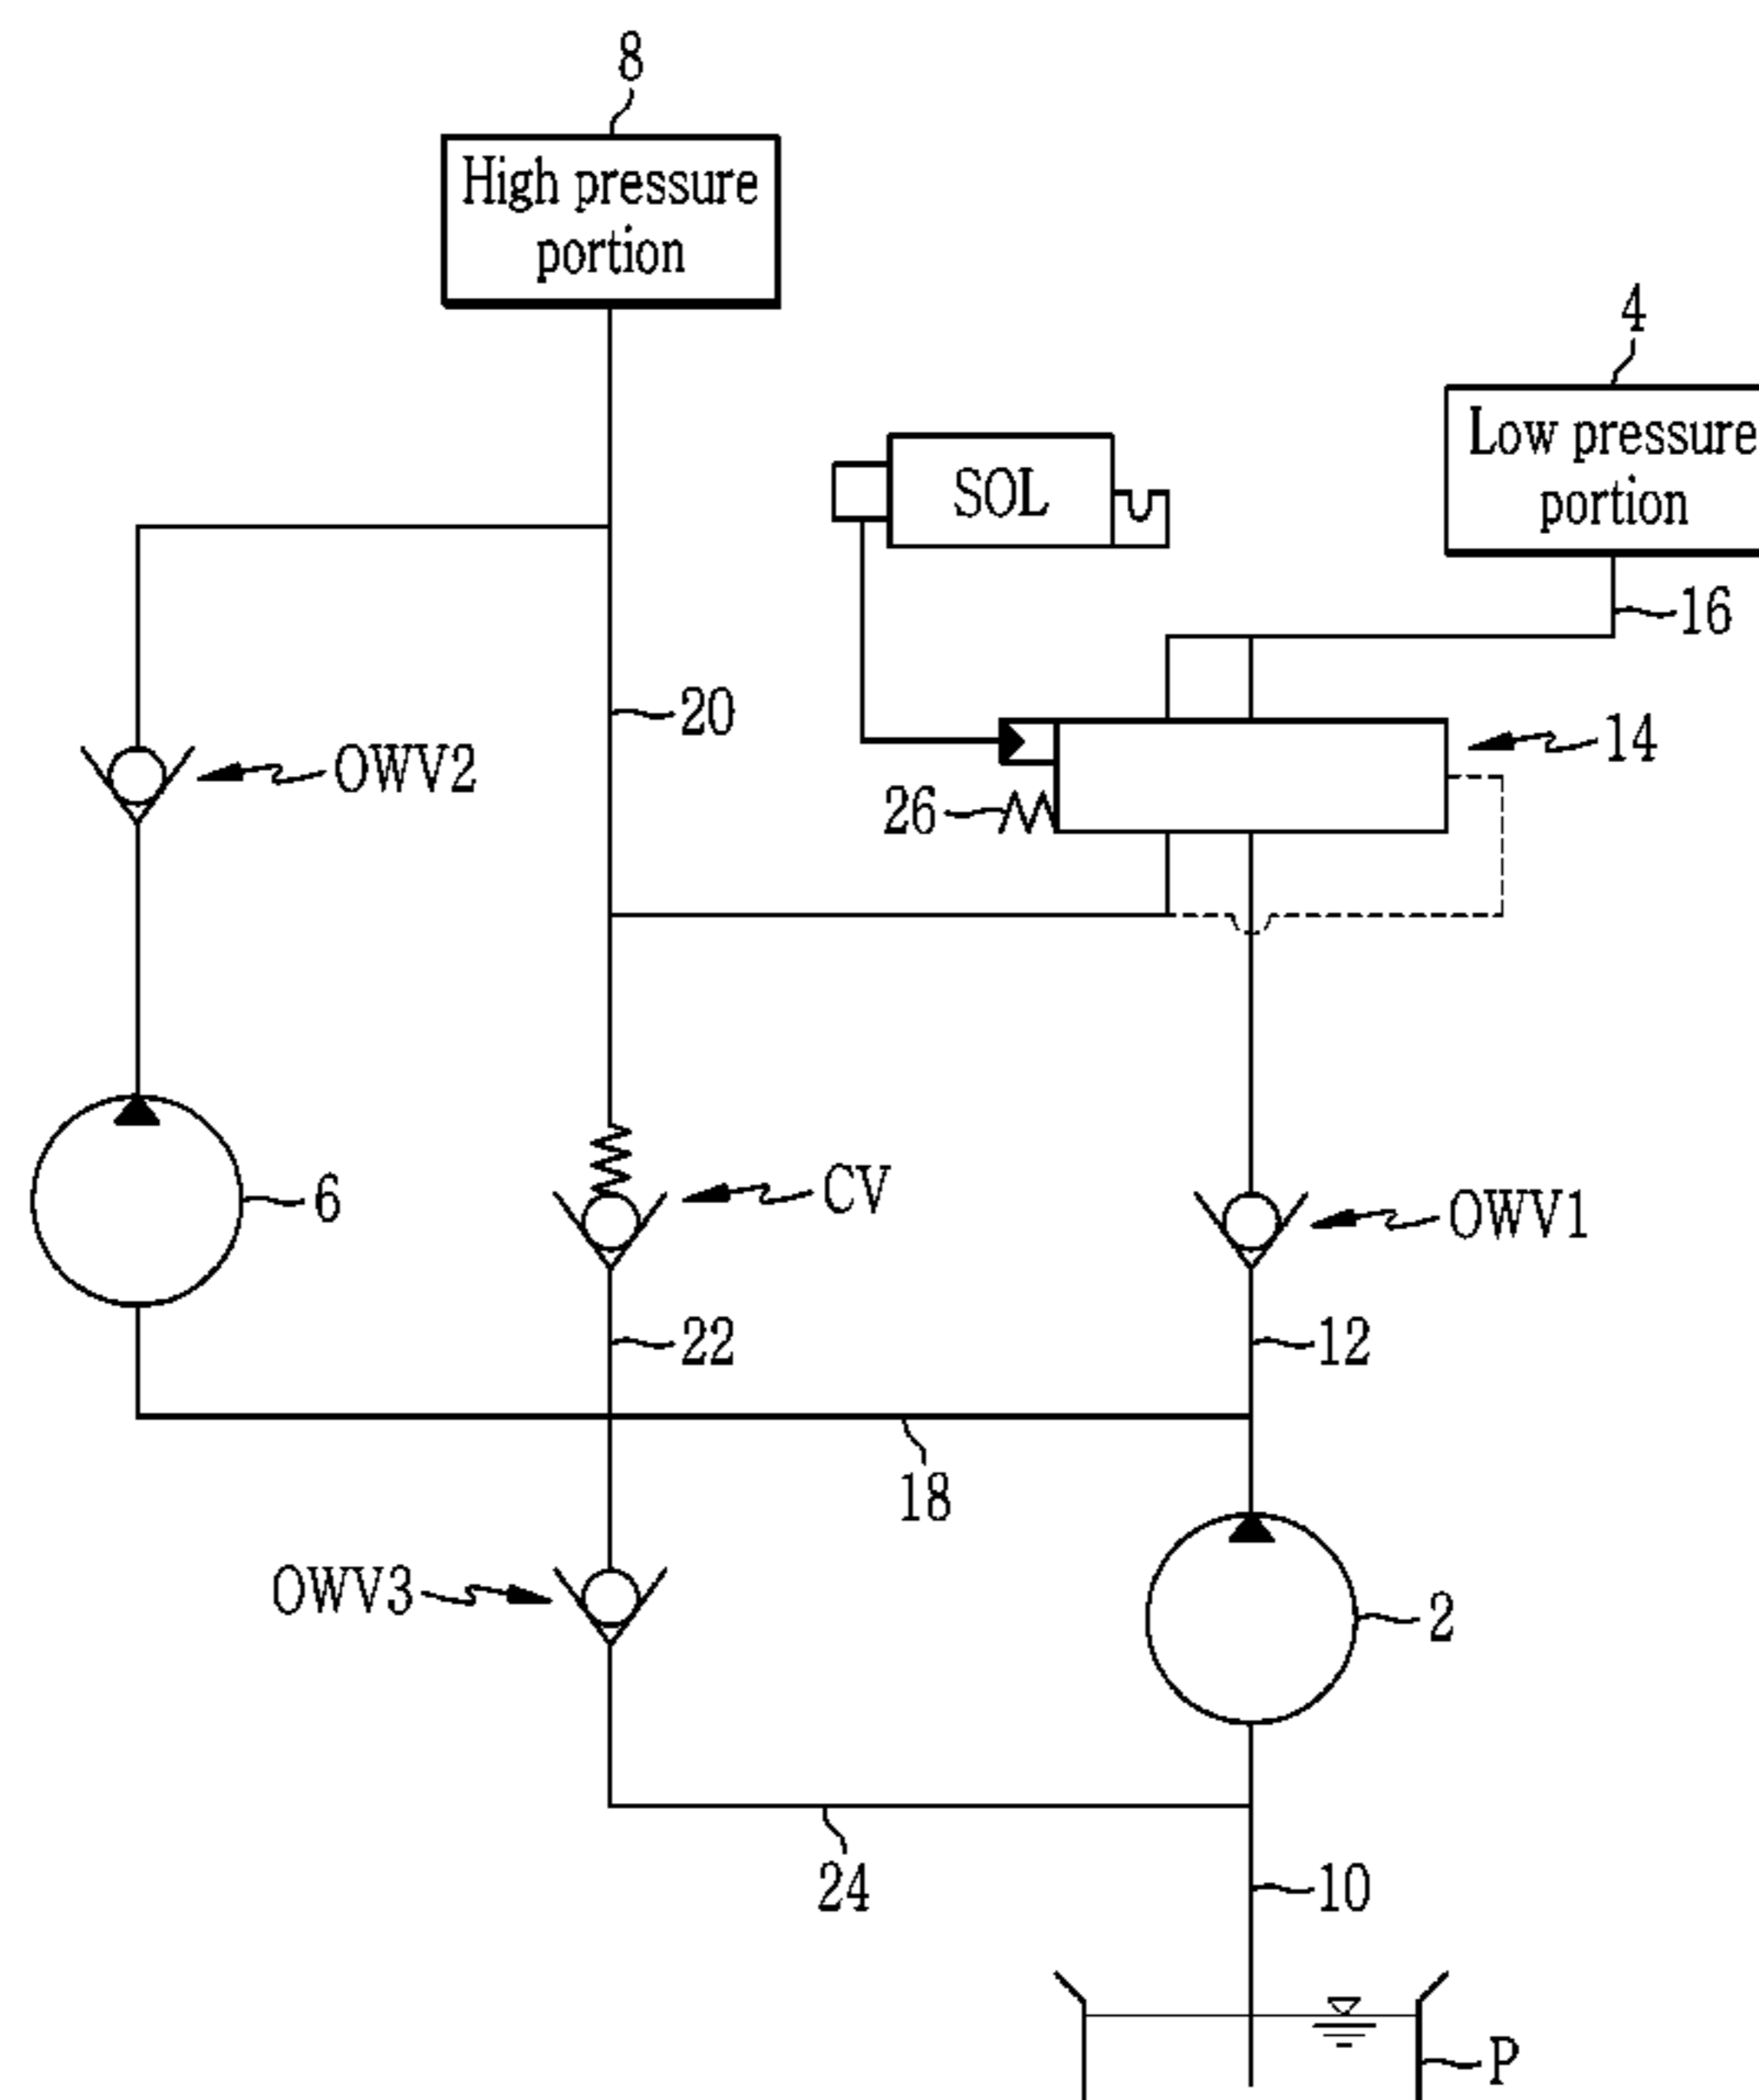 8
High pressure
portion
4
Low pressure
portion
SOL
16
20
14
OWV2
26
6
CV
OWV1
22
12
18
OWV3
2
24
10
P